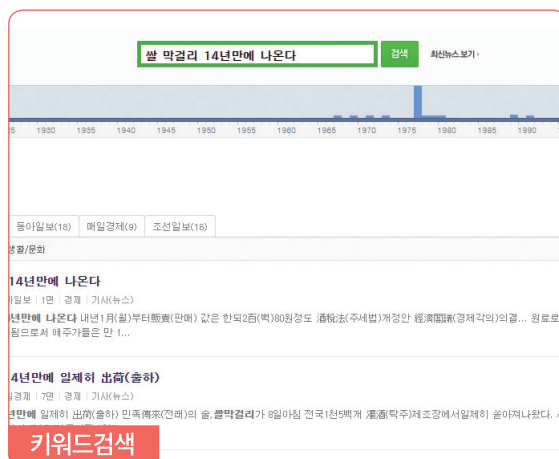 쌀 막걸리 14년만에 나온다 검색 최신뉴스 보기
1930 1935 1940 1945 1950 1955 1960 1965 1970 1975 1980 1985 1990
동아일보(18) 매일경제(9) 조선일보(16)
생활/문화
14년만에 나온다
일보 | 1면 | 경제 | 기사(뉴스)
년만에 나온다 내년1月(월)부터販賣(판매) 값은 한되2百(백)80원정도 酒稅法(주세법)개정안 (경제각의)의결... 원료로
됨으로써 애주가들은 만 1...
4년만에 일제히 出荷(출하)
경제 | 7면 | 경제 | 기사(뉴스)
년만에 일제히 出荷(출하) 민족傳來(전래)의 술,쌀막걸리가 8일아침 전국1천5백개 濁酒(탁주)제조장에서일제히 쏟아져나왔다.
키워드검색